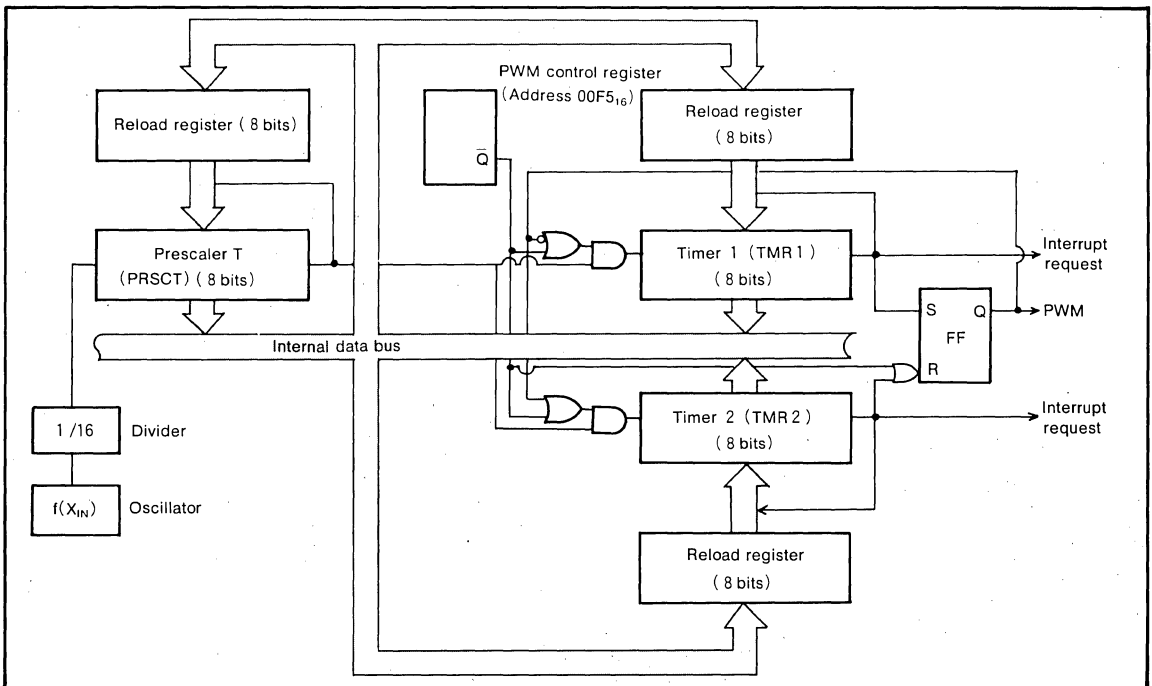 PWM control register
(Address 00F5₁₆)
Reload register (8 bits)
Reload register
(8 bits)
Q̅
Prescaler T
(PRSCT) (8 bits)
Timer 1 (TMR1)
(8 bits)
Interrupt
request
S Q
FF
R
PWM
Internal data bus
1/16
Divider
Timer 2 (TMR2)
(8 bits)
Interrupt
request
f(X_IN)
Oscillator
Reload register
(8 bits)